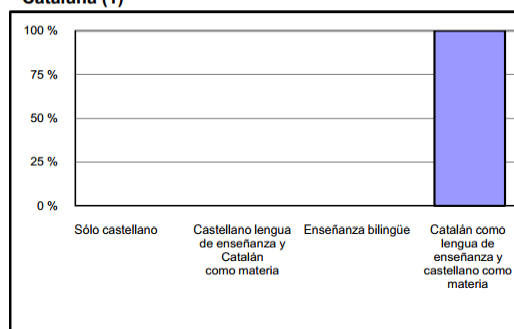 Cataluña (1)
100 %
75 %
50 %
25 %
0 %
Sólo castellano
Castellano lengua
de enseñanza y
Catalán
como materia
Enseñanza bilingüe
Catalán como
lengua de
enseñanza y
castellano como
materia